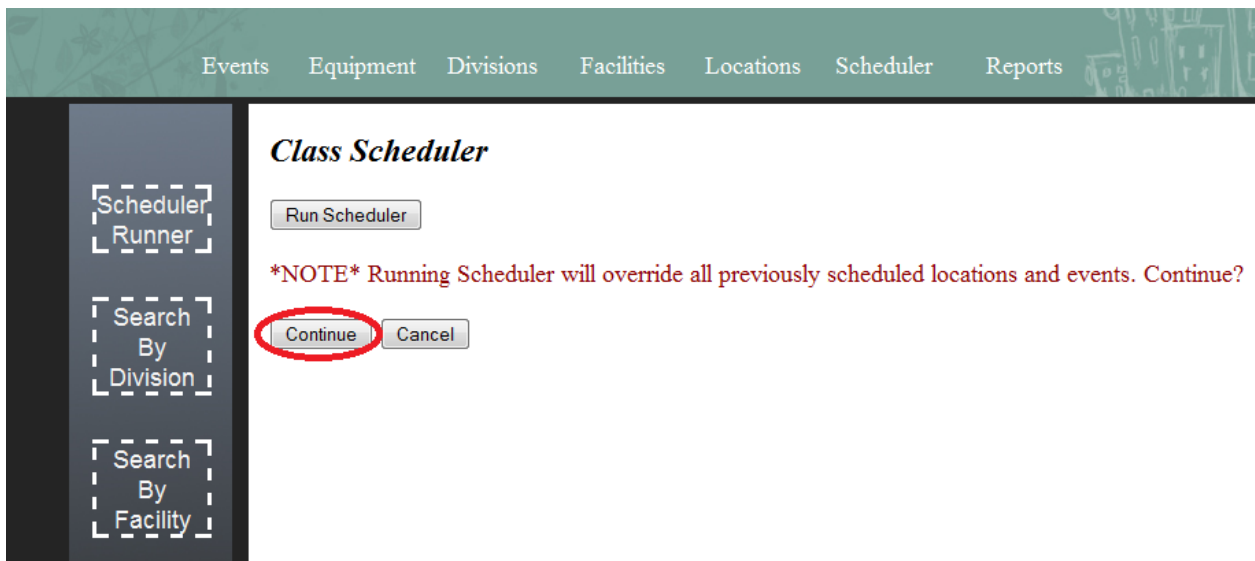 Events Equipment Divisions Facilities Locations Scheduler Reports
Class Scheduler
Scheduler
Runner
Run Scheduler
*NOTE* Running Scheduler will override all previously scheduled locations and events. Continue?
Continue Cancel
Search
By
Division
Search
By
Facility